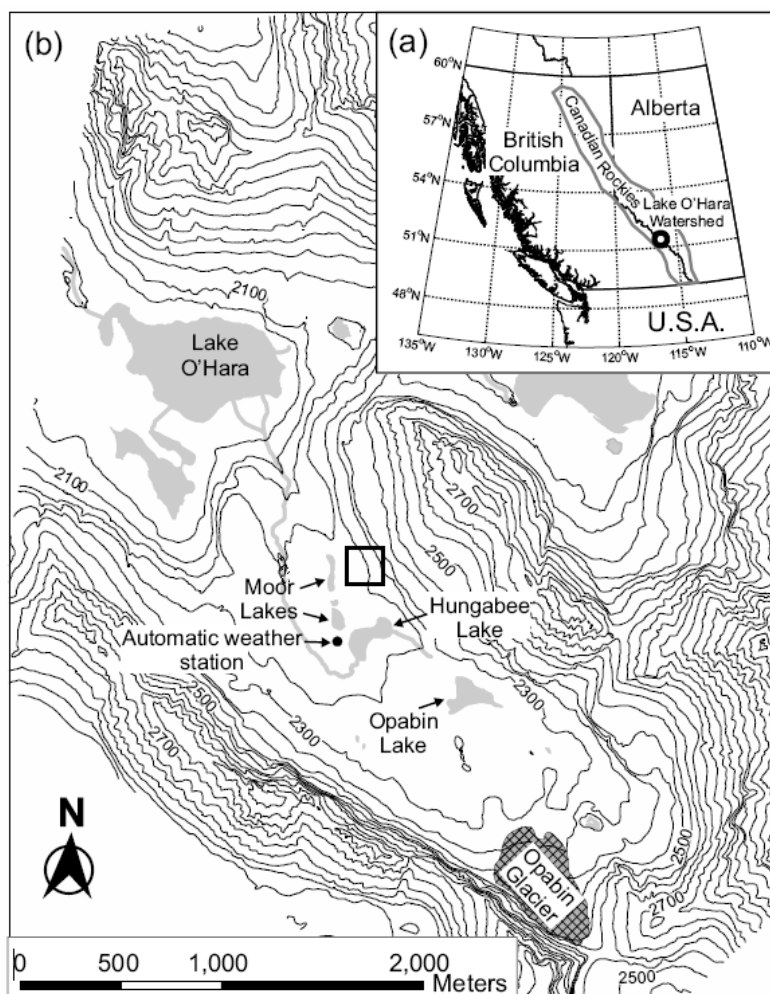 (b)
(a)
60°N
57°N
54°N
51°N
48°N
135°W
130°W
125°W
120°W
115°W
110°W
Alberta
British
Columbia
Canadian Rockies
Lake O'Hara
Watershed
U.S.A.
2100
Lake
O'Hara
2100
2700
2500
Moor
Lakes
Hungabee
Lake
Automatic weather
station
2500
2300
2300
2700
Opabin
Lake
N
Opabin
Glacier
2500
2700
2500
0 500 1,000 2,000
Meters